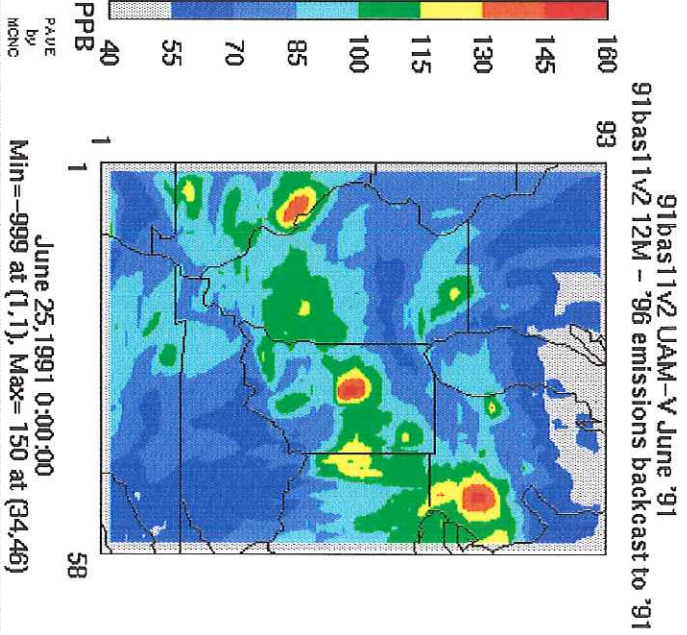 91bas11v2 UAM-V June '91
91bas11v2 12M - '96 emissions backcast to '91
160
145
130
115
100
85
70
55
40
PPB
93
1
1
58
PAVE
by
MCNC
June 25,1991 0:00:00
Min=-999 at (1,1), Max= 150 at (34,46)